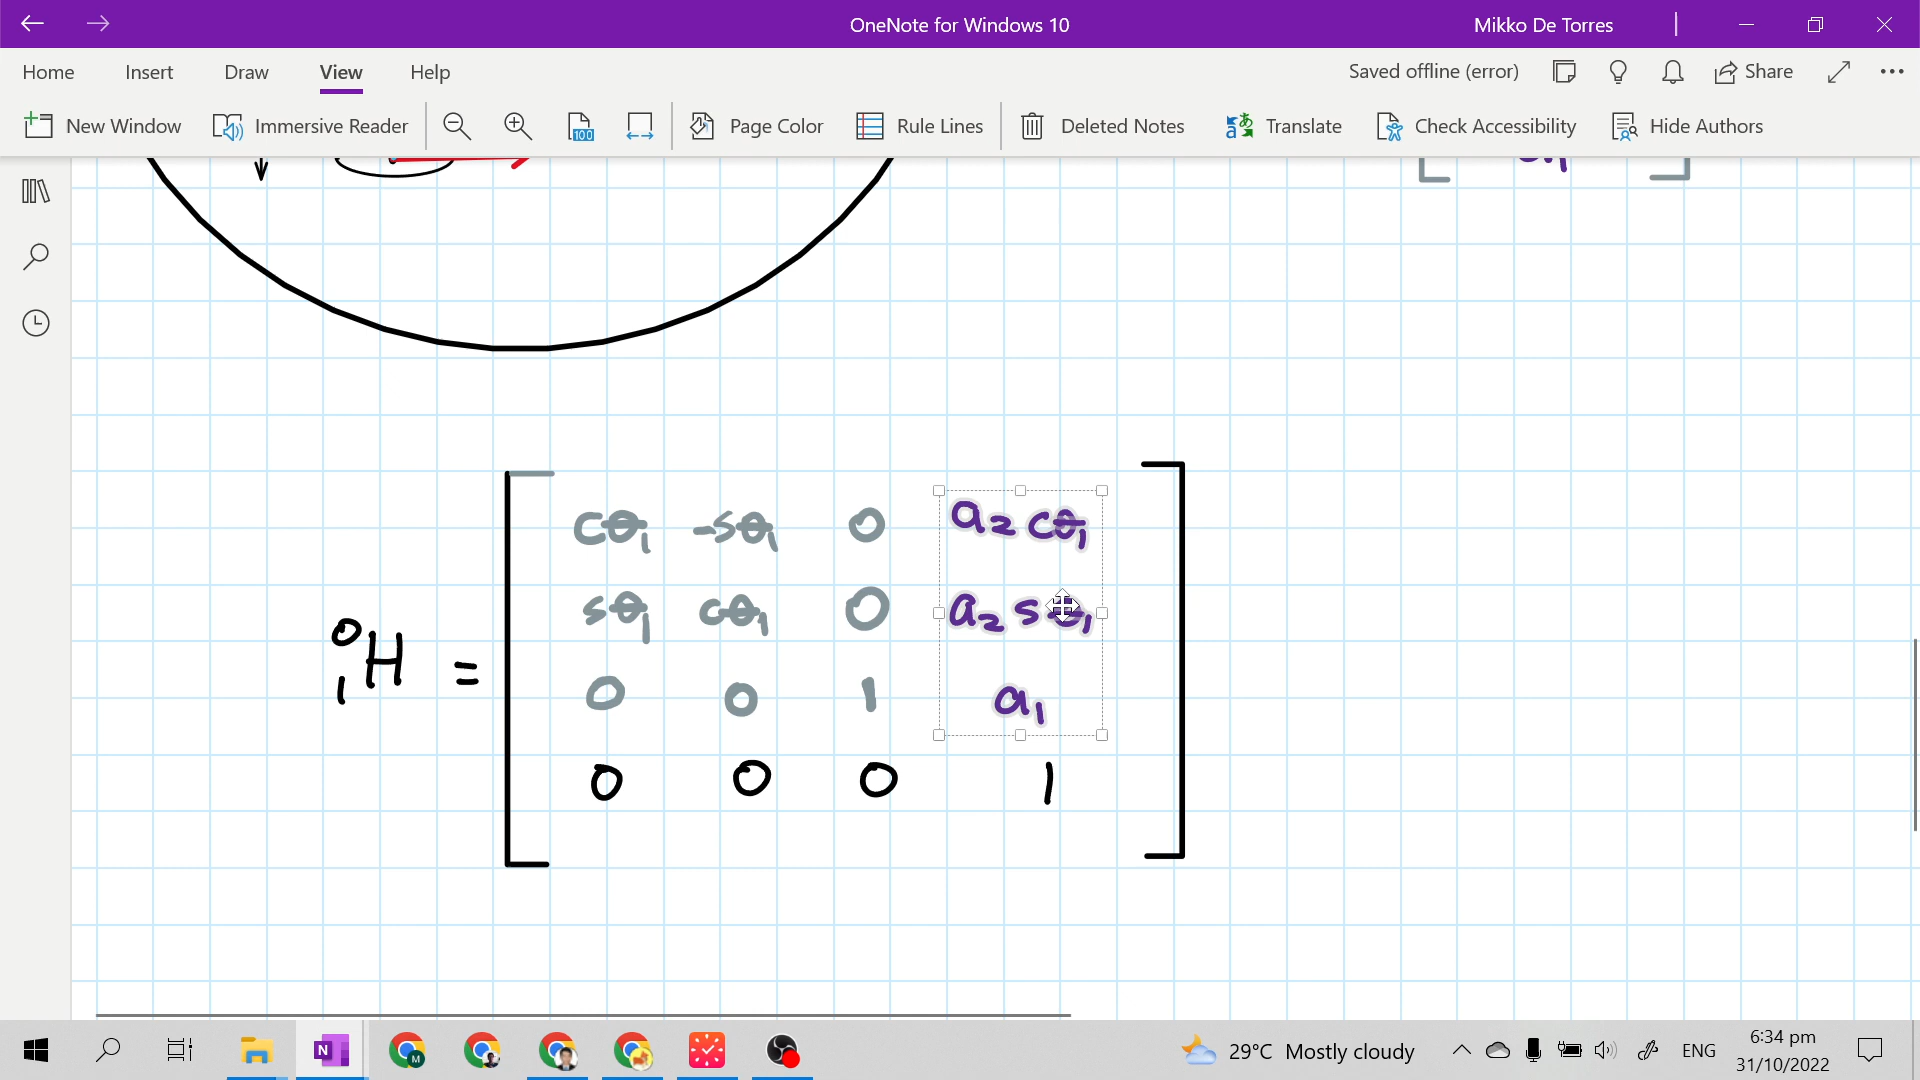 OneNote for Windows 10
Mikko De Torres
Home Insert Draw View Help
Saved offline (error) Share
New Window Immersive Reader 100 Page Color Rule Lines Deleted Notes Translate Check Accessibility Hide Authors
cθ₁ -sθ₁ 0 a₂cθ₁
sθ₁ cθ₁ 0 a₂sθ₁
⁰₁H =
0 0 1 a₁
0 0 0 1
29°C Mostly cloudy
ENG
6:34 pm
31/10/2022